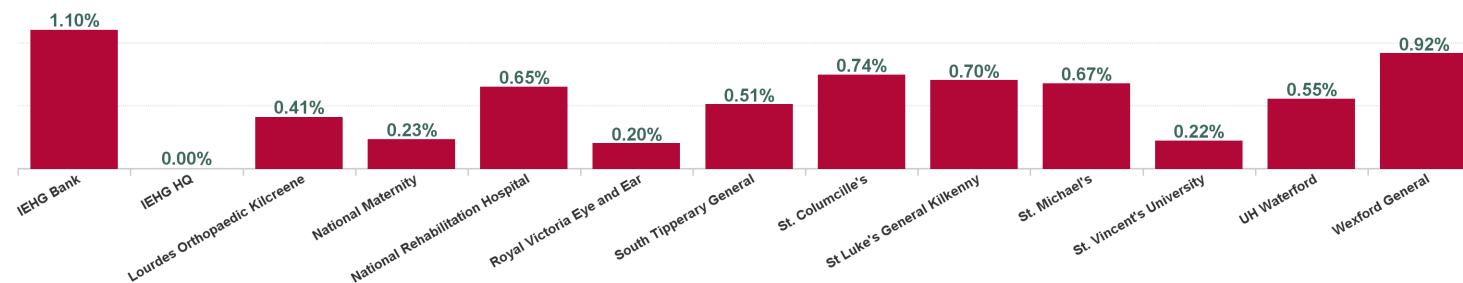 1.10%
0.00%
0.41%
0.23%
0.65%
0.20%
0.51%
0.74%
0.70%
0.67%
0.22%
0.55%
0.92%
IEHG Bank
IEHG HQ
Lourdes Orthopaedic Kilcreene
National Maternity
National Rehabilitation Hospital
Royal Victoria Eye and Ear
South Tipperary General
St. Columcille's
St Luke's General Kilkenny
St. Michael's
St. Vincent's University
UH Waterford
Wexford General